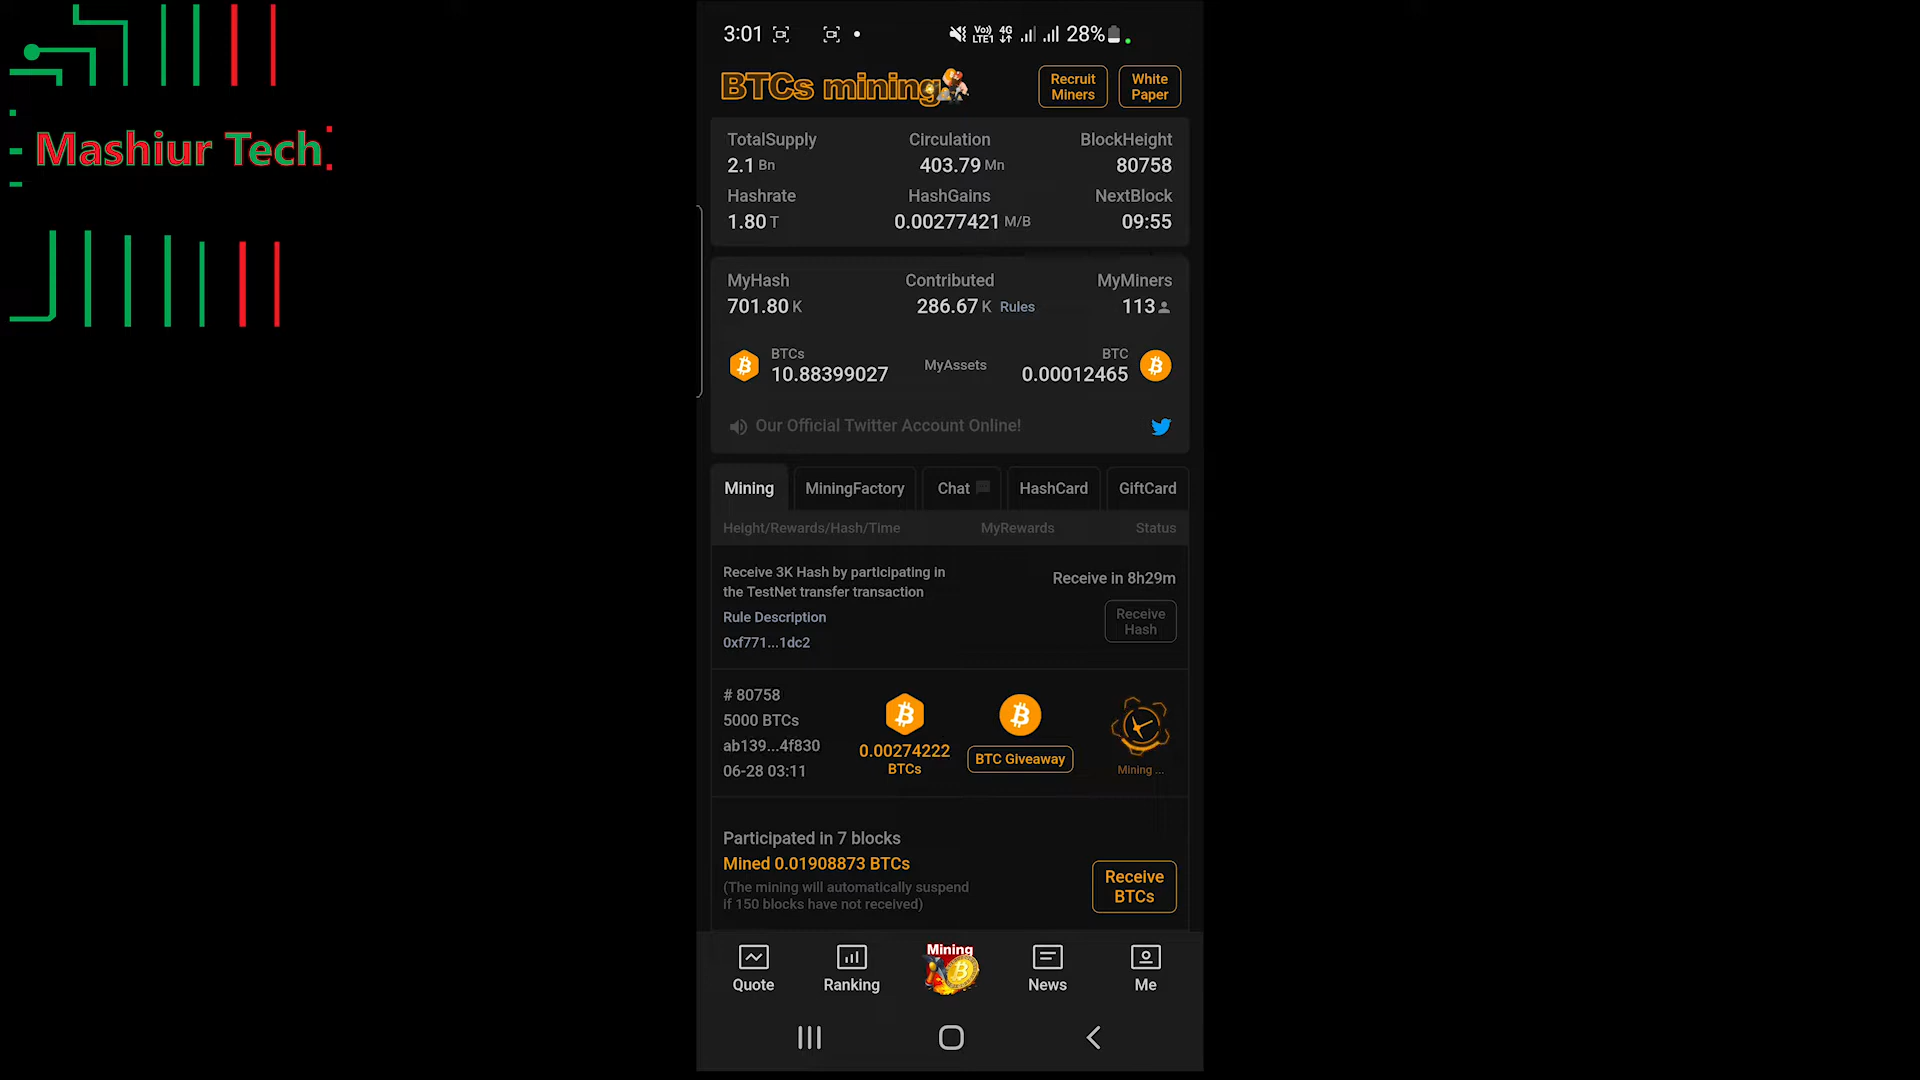 Mashiur Tech
3:01 Vo)) LTE1 4G 28%
BTCs mining
Recruit Miners
White Paper
TotalSupply Circulation BlockHeight
2.1 Bn 403.79 Mn 80758
Hashrate HashGains NextBlock
1.80 T 0.00277421 M/B 09:55
MyHash Contributed MyMiners
701.80 K 286.67 K Rules 113
BTCs MyAssets BTC
10.88399027 0.00012465
Our Official Twitter Account Online!
Mining MiningFactory Chat HashCard GiftCard
Height/Rewards/Hash/Time MyRewards Status
Receive 3K Hash by participating in
the TestNet transfer transaction
Rule Description
0xf771...1dc2
Receive in 8h29m
Receive
Hash
# 80758
5000 BTCs
ab139...4f830
06-28 03:11
0.00274222
BTCs
BTC Giveaway
Mining ...
Participated in 7 blocks
Mined 0.01908873 BTCs
(The mining will automatically suspend
if 150 blocks have not received)
Receive
BTCs
Mining
Quote Ranking News Me